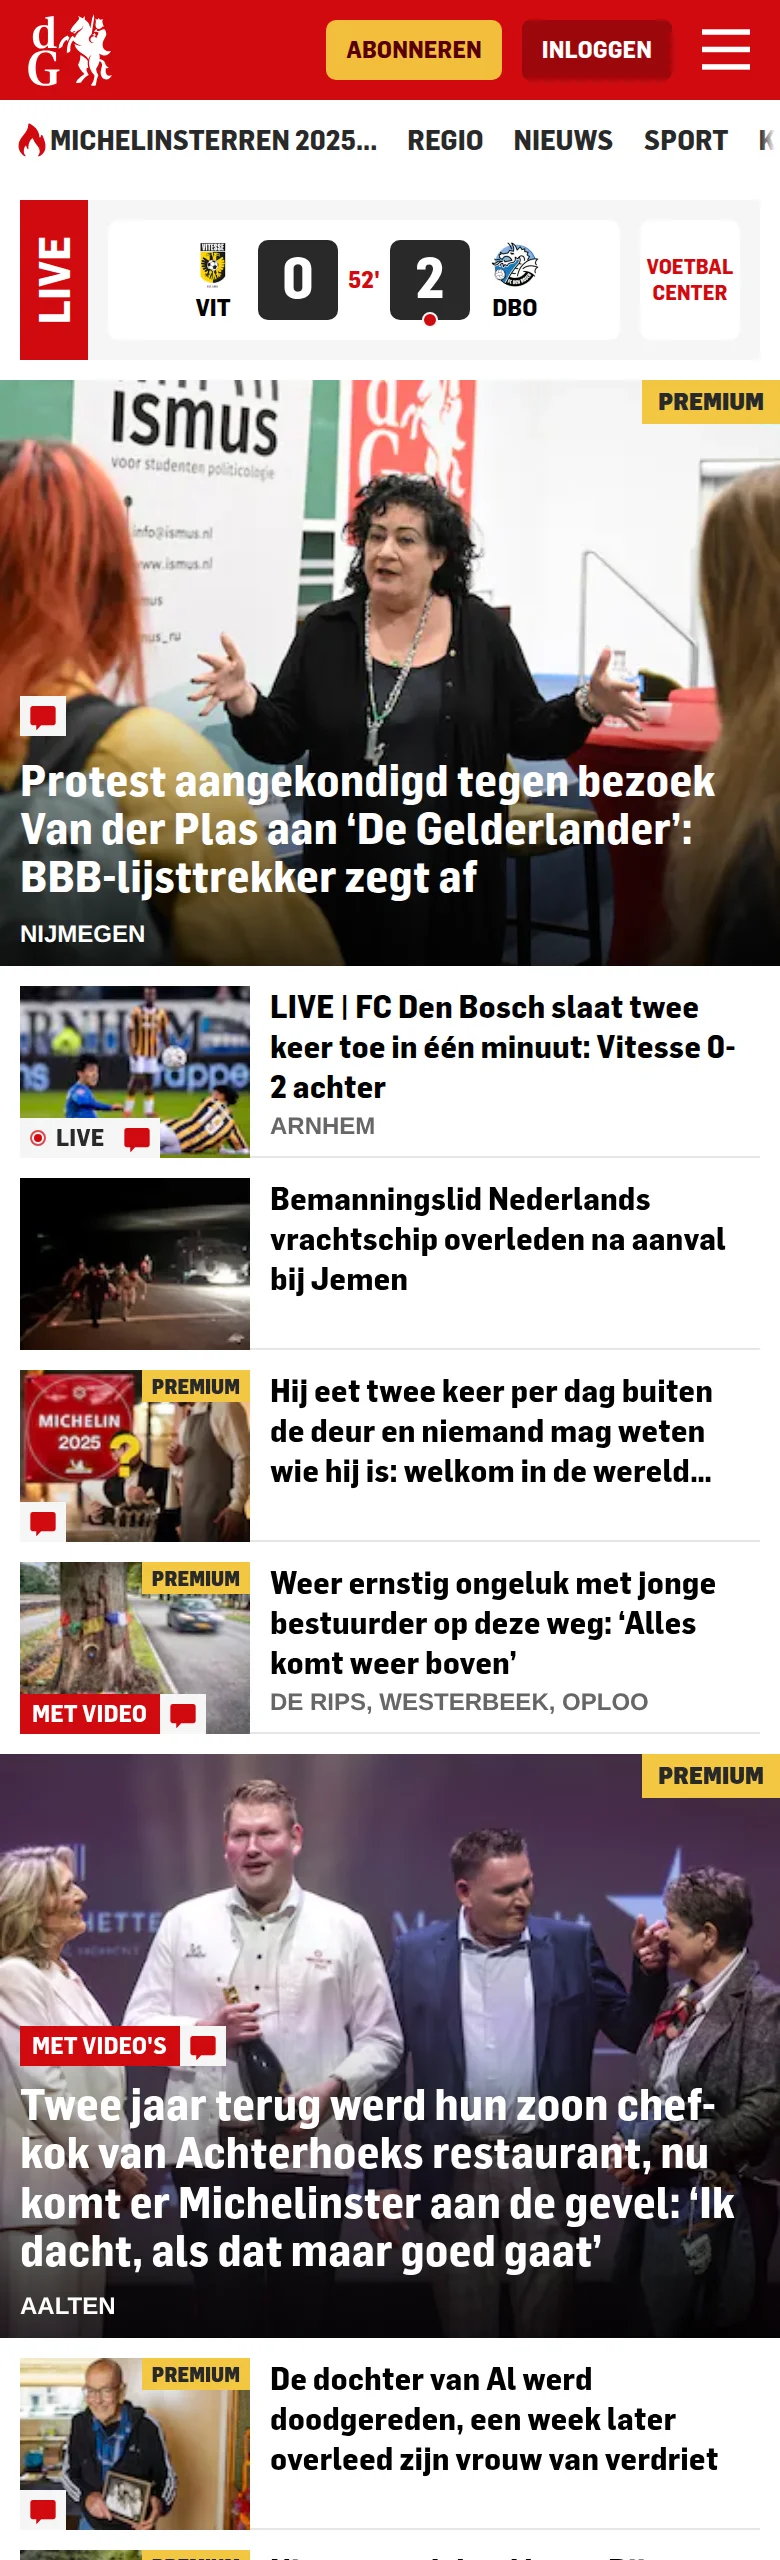 dG
ABONNEREN
INLOGGEN
MICHELINSTERREN 2025...
REGIO
NIEUWS
SPORT
K
LIVE
VITESSE
VIT
0
52'
2
DBO
VOETBAL
CENTER
PREMIUM
ismus
voor studenten politicologie
info@ismus.nl
www.ismus.nl
Protest aangekondigd tegen bezoek
Van der Plas aan ‘De Gelderlander’:
BBB-lijsttrekker zegt af
NIJMEGEN
LIVE
LIVE | FC Den Bosch slaat twee
keer toe in één minuut: Vitesse 0-
2 achter
ARNHEM
Bemanningslid Nederlands
vrachtschip overleden na aanval
bij Jemen
PREMIUM
MICHELIN
2025
?
Hij eet twee keer per dag buiten
de deur en niemand mag weten
wie hij is: welkom in de wereld...
PREMIUM
MET VIDEO
Weer ernstig ongeluk met jonge
bestuurder op deze weg: ‘Alles
komt weer boven’
DE RIPS, WESTERBEEK, OPLOO
PREMIUM
MET VIDEO'S
Twee jaar terug werd hun zoon chef-
kok van Achterhoeks restaurant, nu
komt er Michelinster aan de gevel: ‘Ik
dacht, als dat maar goed gaat’
AALTEN
PREMIUM
De dochter van Al werd
doodgereden, een week later
overleed zijn vrouw van verdriet